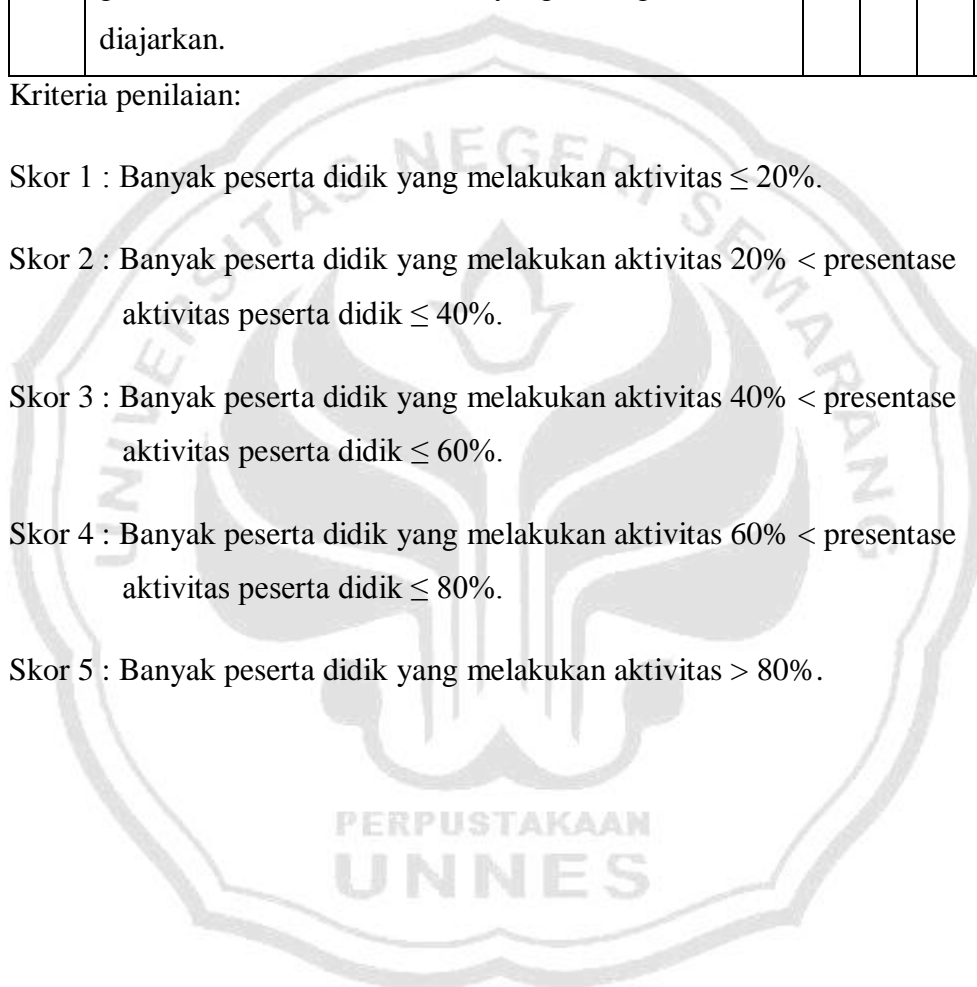 diajarkan.
Kriteria penilaian:
Skor 1 : Banyak peserta didik yang melakukan aktivitas ≤ 20%.
Skor 2 : Banyak peserta didik yang melakukan aktivitas 20% < presentase
aktivitas peserta didik ≤ 40%.
Skor 3 : Banyak peserta didik yang melakukan aktivitas 40% < presentase
aktivitas peserta didik ≤ 60%.
Skor 4 : Banyak peserta didik yang melakukan aktivitas 60% < presentase
aktivitas peserta didik ≤ 80%.
Skor 5 : Banyak peserta didik yang melakukan aktivitas > 80%.
UNIVERSITAS NEGERI SEMARANG
PERPUSTAKAAN
UNNES